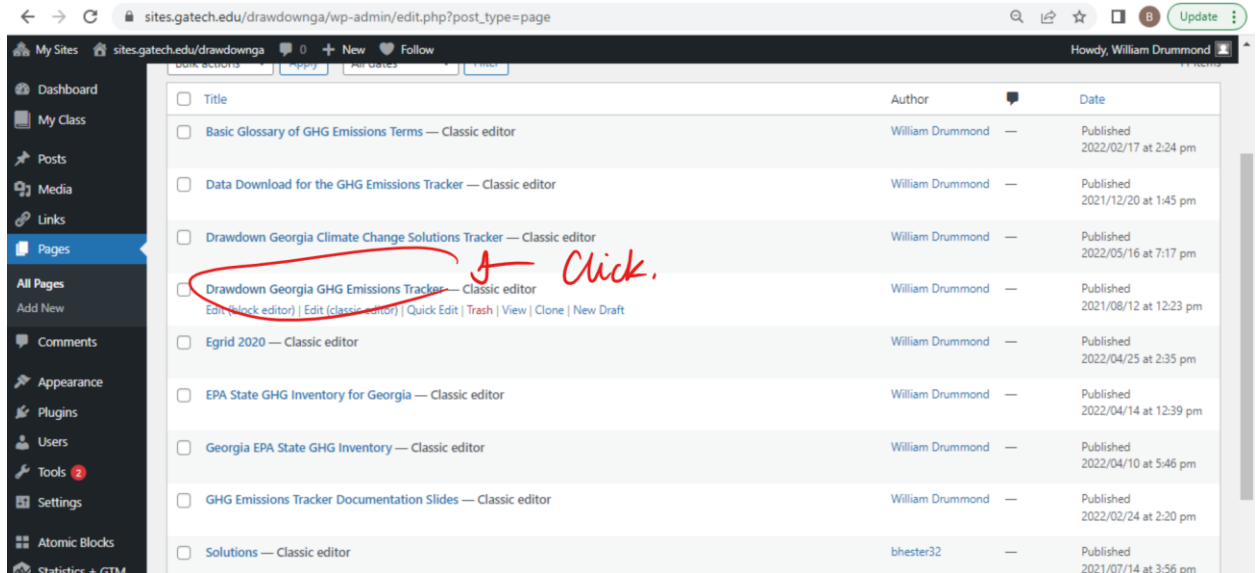 sites.gatech.edu/drawdownga/wp-admin/edit.php?post_type=page B Update
My Sites sites.gatech.edu/drawdownga 0 + New Follow Howdy, William Drummond
Bulk actions Apply All dates Filter 11 items
Dashboard
My Class
Posts
Media
Links
Pages
All Pages
Add New
Comments
Appearance
Plugins
Users
Tools 2
Settings
Atomic Blocks
Statistics + GTM
Title Author Date
Basic Glossary of GHG Emissions Terms — Classic editor William Drummond — Published
2022/02/17 at 2:24 pm
Data Download for the GHG Emissions Tracker — Classic editor William Drummond — Published
2021/12/20 at 1:45 pm
Drawdown Georgia Climate Change Solutions Tracker — Classic editor William Drummond — Published
2022/05/16 at 7:17 pm
Click.
Drawdown Georgia GHG Emissions Tracker — Classic editor William Drummond — Published
Edit (block editor) | Edit (classic editor) | Quick Edit | Trash | View | Clone | New Draft 2021/08/12 at 12:23 pm
Egrid 2020 — Classic editor William Drummond — Published
2022/04/25 at 2:35 pm
EPA State GHG Inventory for Georgia — Classic editor William Drummond — Published
2022/04/14 at 12:39 pm
Georgia EPA State GHG Inventory — Classic editor William Drummond — Published
2022/04/10 at 5:46 pm
GHG Emissions Tracker Documentation Slides — Classic editor William Drummond — Published
2022/02/24 at 2:20 pm
Solutions — Classic editor bhester32 — Published
2021/07/14 at 3:56 pm